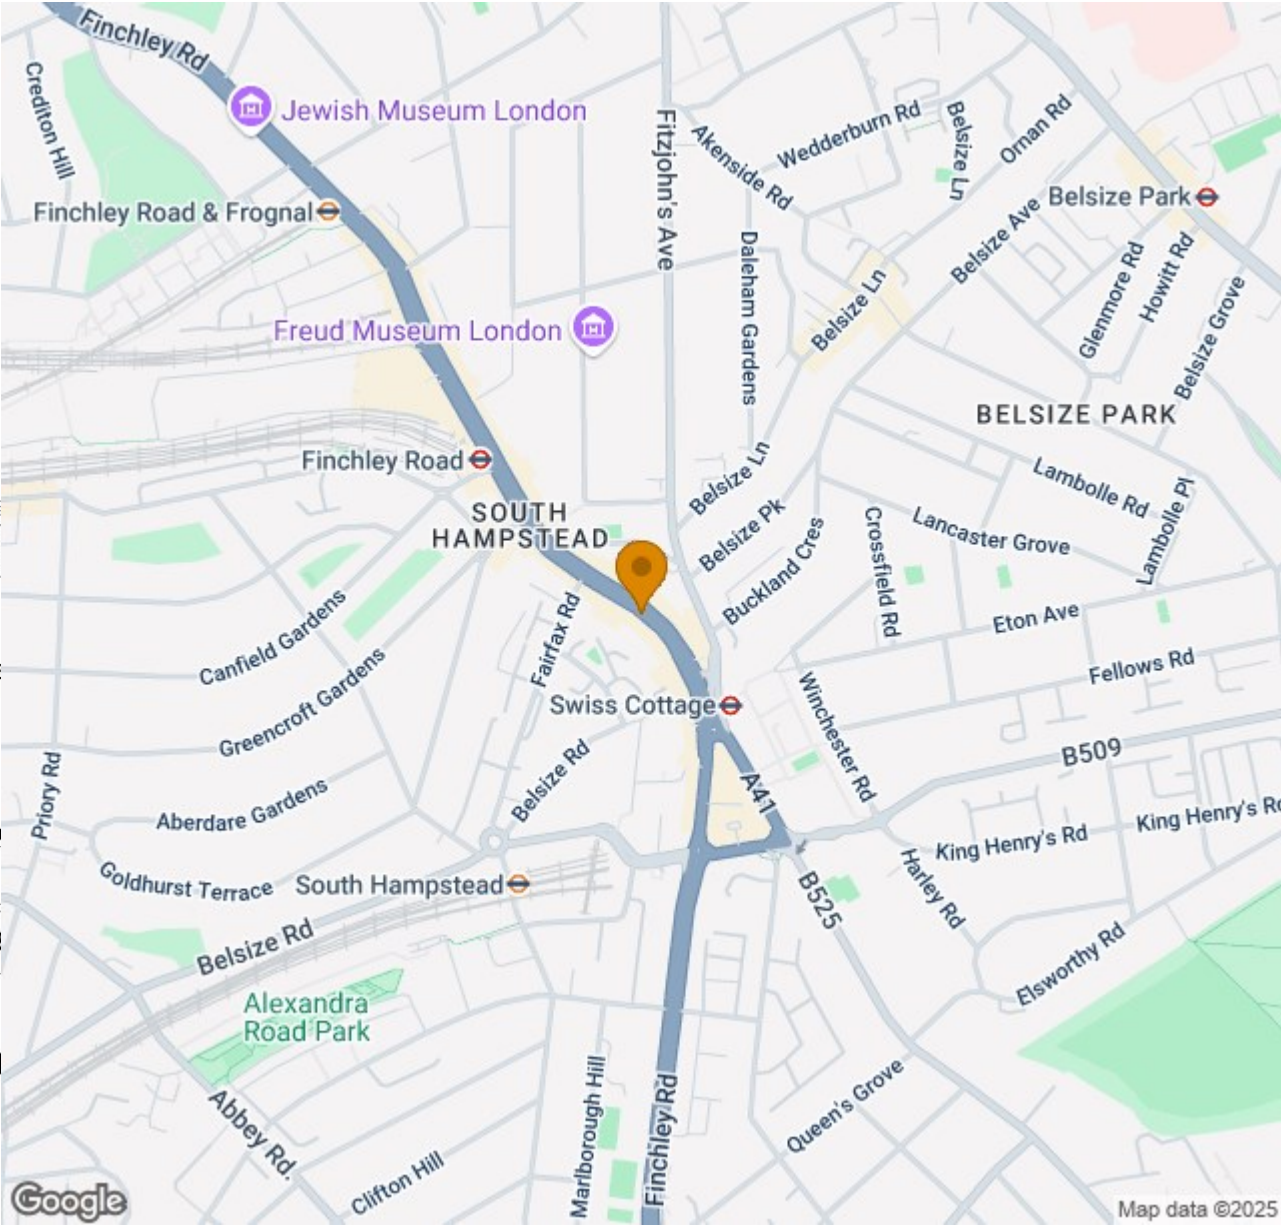 Finchley Rd
Crediton Hill
Jewish Museum London
Fitzjohn's Ave
Akenside Rd
Wedderburn Rd
Belsize Ln
Ornan Rd
Belsize Park
Finchley Road & Frognal
Belsize Ave
Daleham Gardens
Belsize Ln
Glenmore Rd
Howitt Rd
Belsize Grove
Freud Museum London
BELSIZE PARK
Finchley Road
Belsize Ln
Lambolle Rd
Lambolle Pl
SOUTH
HAMPSTEAD
Belsize Pk
Buckland Cres
Crossfield Rd
Lancaster Grove
Eton Ave
Fellows Rd
Canfield Gardens
Fairfax Rd
Greencroft Gardens
Swiss Cottage
Winchester Rd
B509
Priory Rd
Belsize Rd
A41
Aberdare Gardens
King Henry's Rd
King Henry's Rd
Goldhurst Terrace
South Hampstead
B525
Harley Rd
Belsize Rd
Elsworthy Rd
Alexandra
Road Park
Abbey Rd.
Marlborough Hill
Finchley Rd
Queen's Grove
Clifton Hill
Google
Map data ©2025